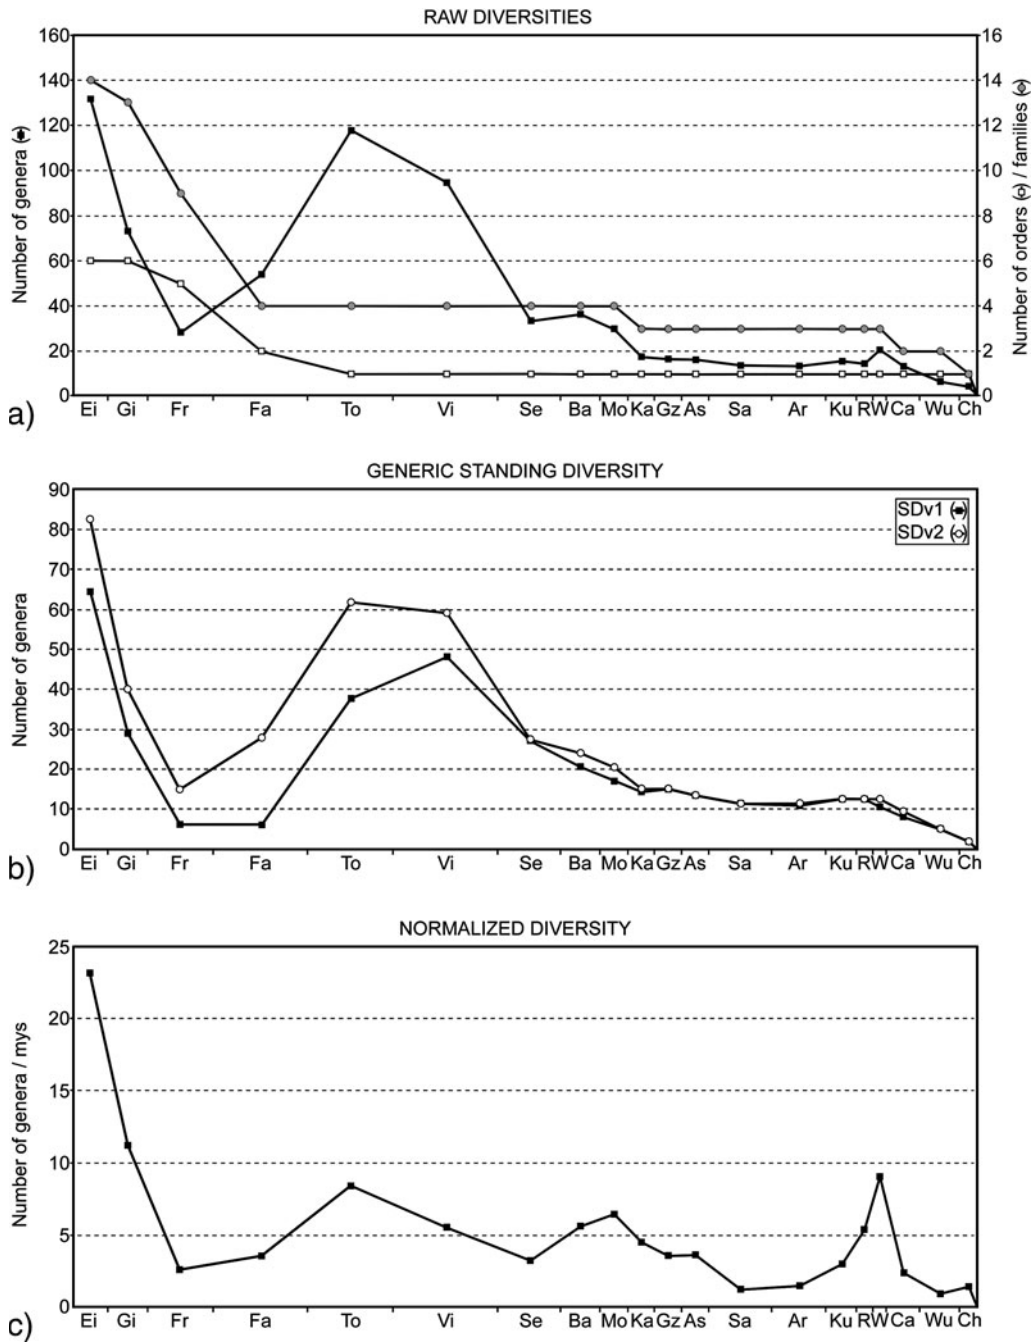 RAW DIVERSITIES
Number of genera (■)
160
140
120
100
80
60
40
20
0
16
14
12
10
8
6
4
2
0
Number of orders (□) / families (○)
Ei Gi Fr Fa To Vi Se Ba Mo Ka Gz As Sa Ar Ku R W Ca Wu Ch
a)
GENERIC STANDING DIVERSITY
Number of genera
90
80
70
60
50
40
30
20
10
0
SDv1 (■)
SDv2 (○)
Ei Gi Fr Fa To Vi Se Ba Mo Ka Gz As Sa Ar Ku R W Ca Wu Ch
b)
NORMALIZED DIVERSITY
Number of genera / mys
25
20
15
10
5
0
Ei Gi Fr Fa To Vi Se Ba Mo Ka Gz As Sa Ar Ku R W Ca Wu Ch
c)